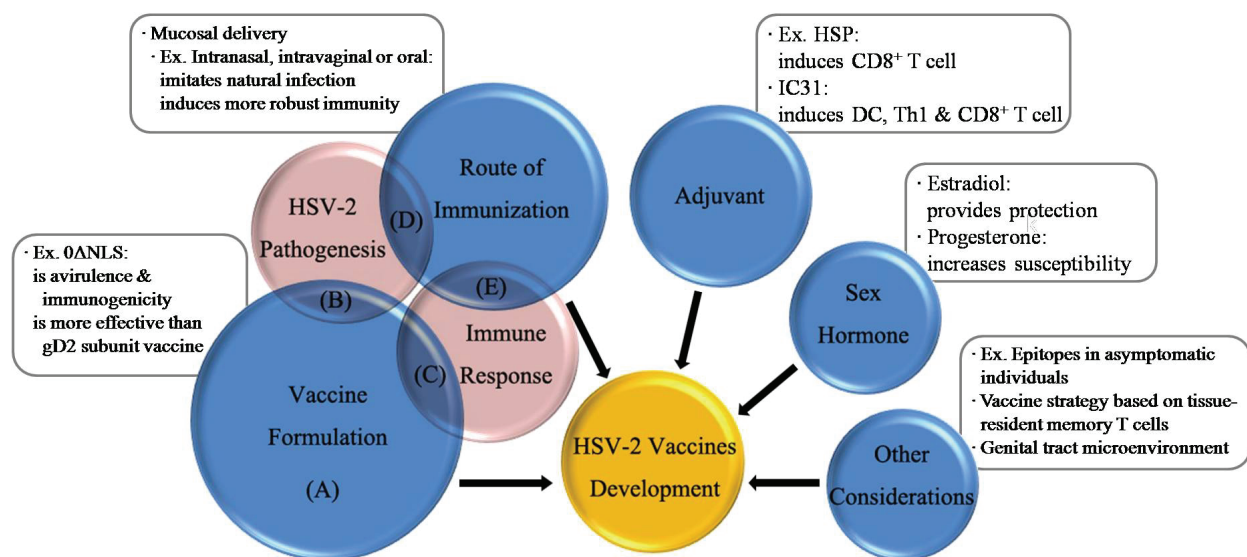 · Mucosal delivery
· Ex. Intranasal, intravaginal or oral:
imitates natural infection
induces more robust immunity
· Ex. HSP:
induces CD8⁺ T cell
· IC31:
induces DC, Th1 & CD8⁺ T cell
Route of
Immunization
Adjuvant
HSV-2
Pathogenesis
(D)
· Estradiol:
provides protection
· Progesterone:
increases susceptibility
· Ex. 0ΔNLS:
is avirulence &
immunogenicity
is more effective than
gD2 subunit vaccine
(B)
(E)
Immune
Response
(C)
Sex
Hormone
Vaccine
Formulation
(A)
· Ex. Epitopes in asymptomatic
individuals
· Vaccine strategy based on tissue-
resident memory T cells
· Genital tract microenvironment
HSV-2 Vaccines
Development
Other
Considerations